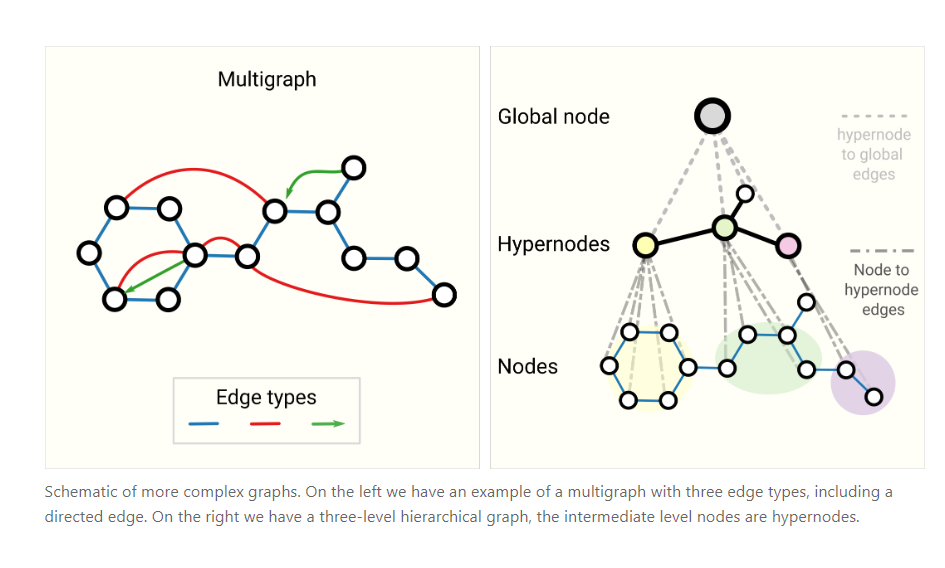 Multigraph
Edge types
Global node
hypernode
to global
edges
Hypernodes
Node to
hypernode
edges
Nodes
Schematic of more complex graphs. On the left we have an example of a multigraph with three edge types, including a
directed edge. On the right we have a three-level hierarchical graph, the intermediate level nodes are hypernodes.